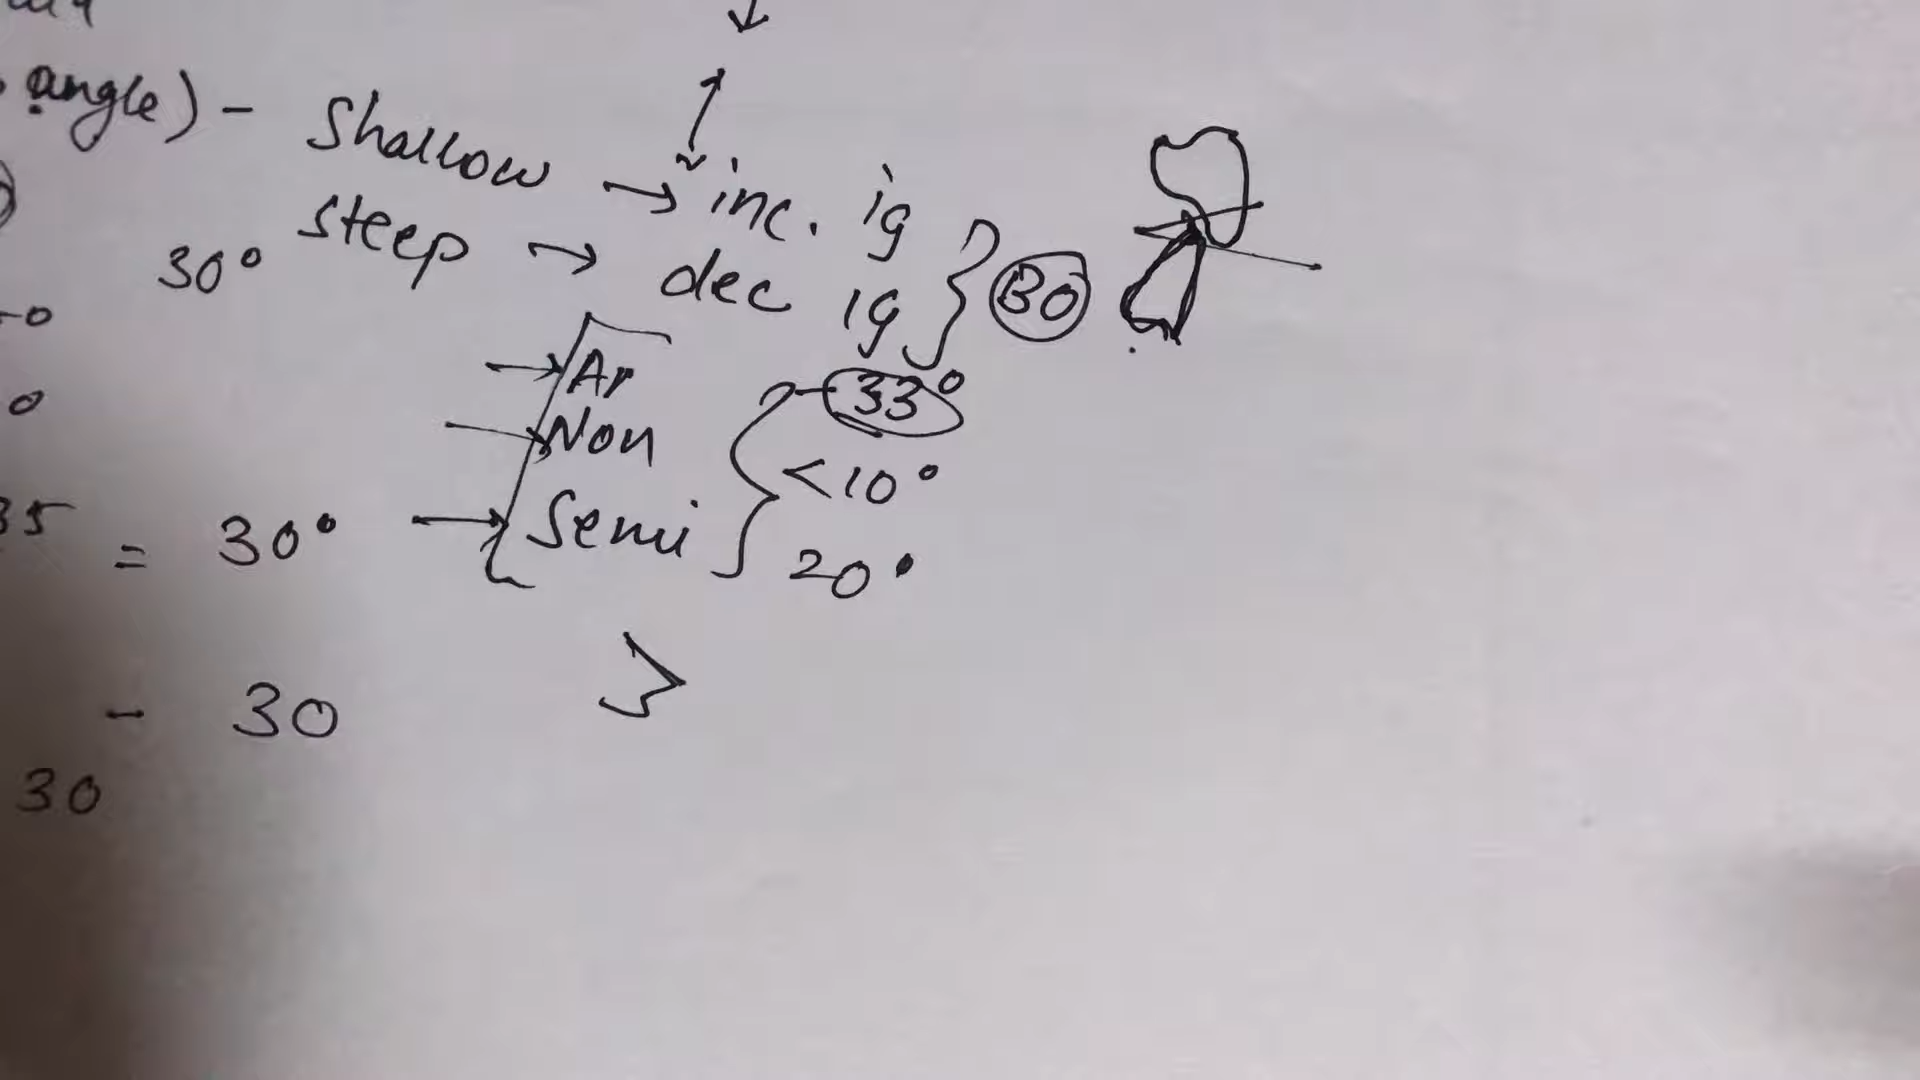 angle) - Shallow → inc. ig
30° steep → dec ig } 30
→ Ar } 33°
→ Non < 10°
35 = 30° → Semi 20°
- 30
30